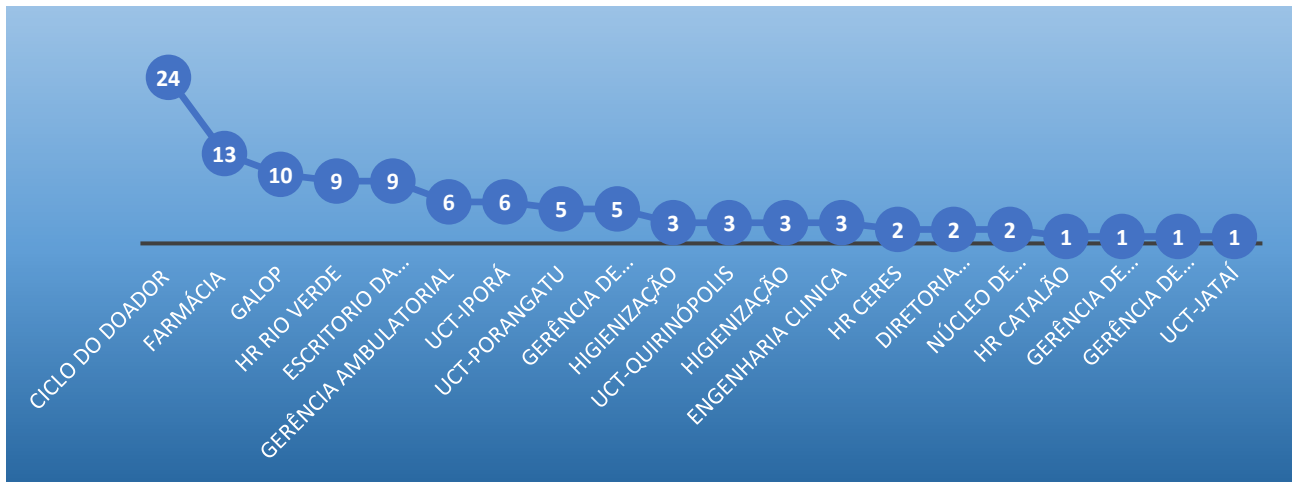 24
13
10
9
9
6
6
5
5
3
3
3
3
2
2
2
1
1
1
1
CICLO DO DOADOR
FARMÁCIA
GALOP
HR RIO VERDE
ESCRITORIO DA...
GERÊNCIA AMBULATORIAL
UCT-IPORÁ
UCT-PORANGATU
GERÊNCIA DE...
HIGIENIZAÇÃO
UCT-QUIRINÓPOLIS
HIGIENIZAÇÃO
ENGENHARIA CLINICA
HR CERES
DIRETORIA...
NÚCLEO DE...
HR CATALÃO
GERÊNCIA DE...
GERÊNCIA DE...
UCT-JATAÍ